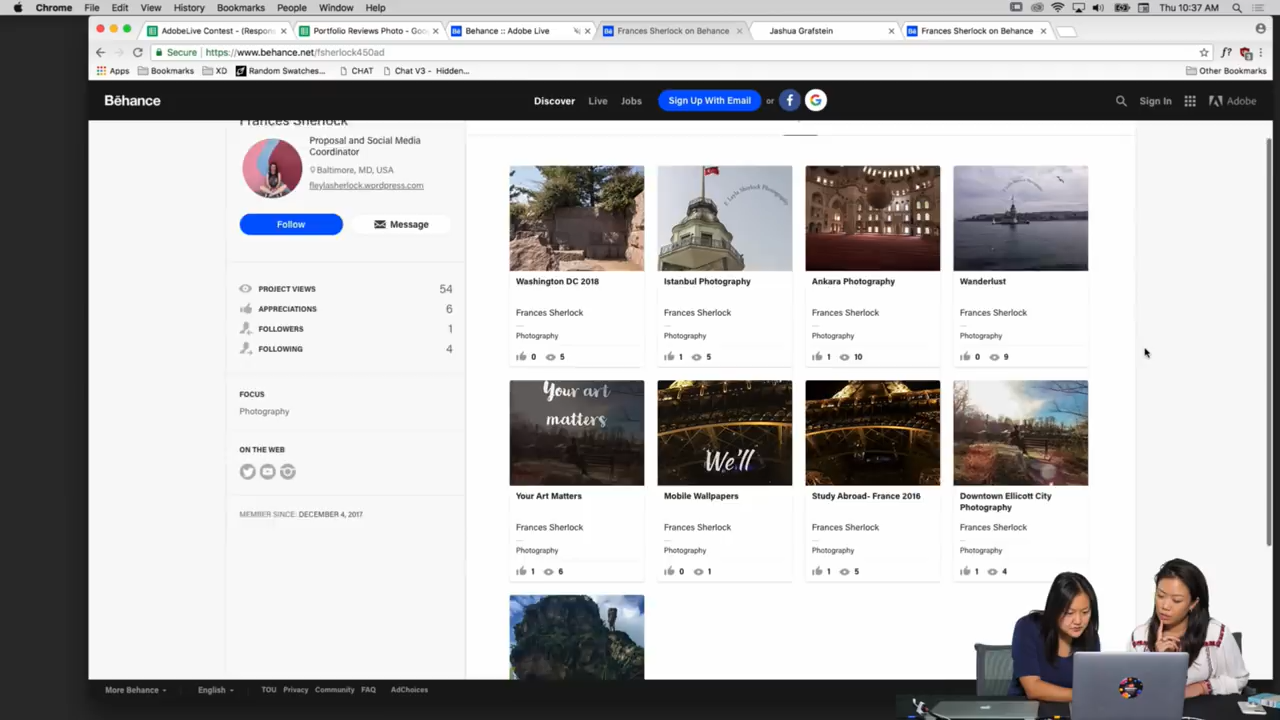 Chrome File Edit View History Bookmarks People Window Help Thu 10:37 AM
AdobeLive Contest - (Respon Portfolio Reviews Photo - Goo Behance :: Adobe Live Frances Sherlock on Behance Jashua Grafstein Frances Sherlock on Behance
Secure https://www.behance.net/fsherlock450ad f?
Apps Bookmarks XD Random Swatches... CHAT Chat V3 - Hidden... Other Bookmarks
Bēhance Discover Live Jobs Sign Up With Email or f G Sign In Adobe
Frances Sherlock
Proposal and Social Media
Coordinator
Baltimore, MD, USA
fleylasherlock.wordpress.com
Follow Message
PROJECT VIEWS 54
APPRECIATIONS 6
FOLLOWERS 1
FOLLOWING 4
FOCUS
Photography
ON THE WEB
MEMBER SINCE: DECEMBER 4, 2017
Washington DC 2018 Istanbul Photography Ankara Photography Wanderlust
Frances Sherlock Frances Sherlock Frances Sherlock Frances Sherlock
Photography Photography Photography Photography
0 5 1 5 1 10 0 9
Your art
matters
We'll
Your Art Matters Mobile Wallpapers Study Abroad- France 2016 Downtown Ellicott City
Photography
Frances Sherlock Frances Sherlock Frances Sherlock Frances Sherlock
Photography Photography Photography Photography
1 6 0 1 1 5 1 4
More Behance English TOU Privacy Community FAQ AdChoices